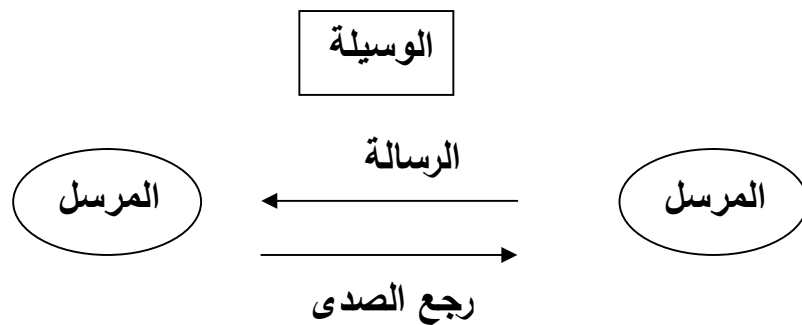 الوسيلة
الرسالة
المرسل
المرسل
رجع الصدى